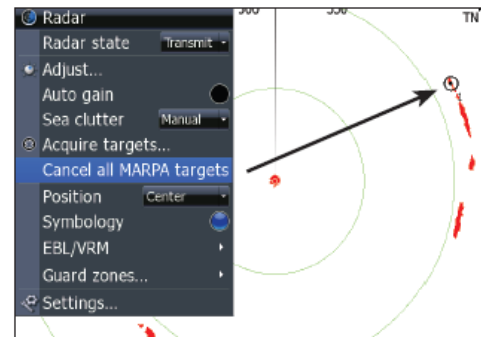 Radar
Radar state Transmit
Adjust...
Auto gain
Sea clutter Manual
Acquire targets...
Cancel all MARPA targets
Position Center
Symbology
EBL/VRM
Guard zones...
Settings...
TN